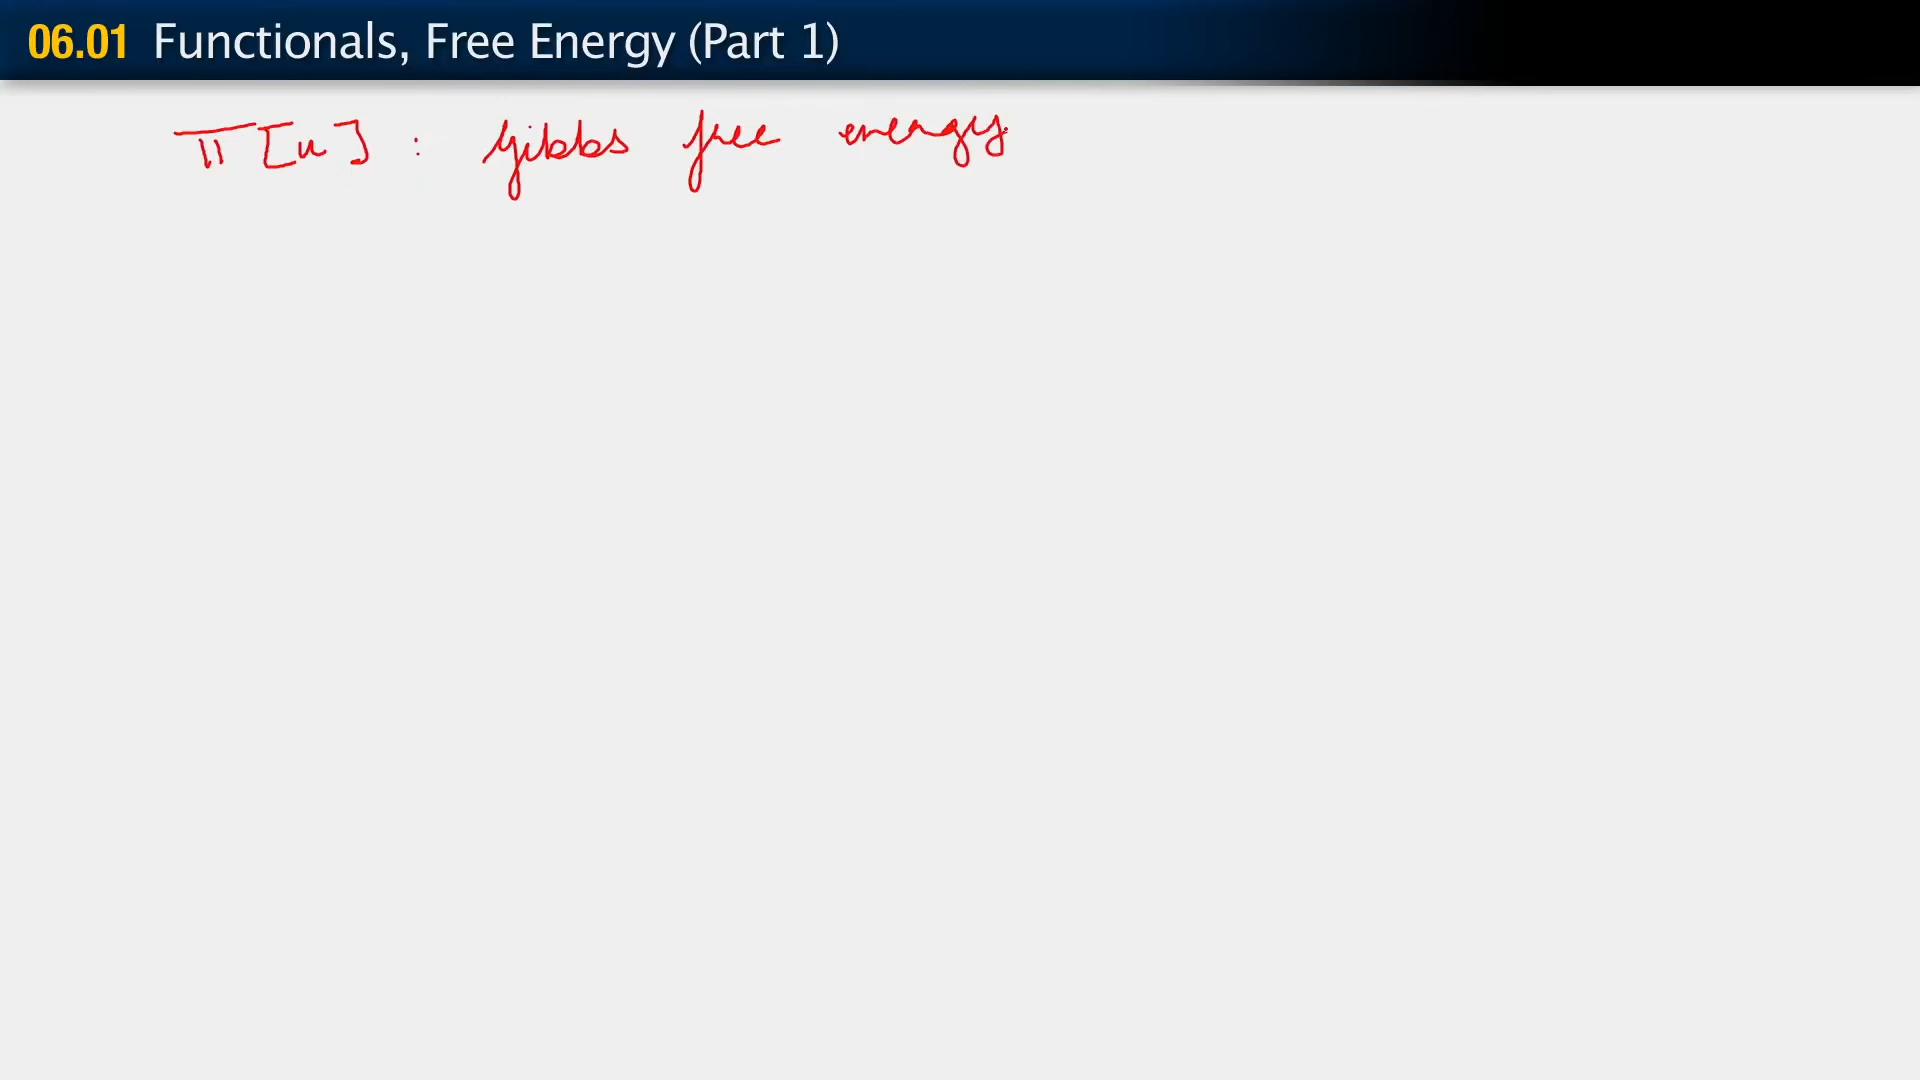 06.01 Functionals, Free Energy (Part 1)
Π[u] : Gibbs free energy